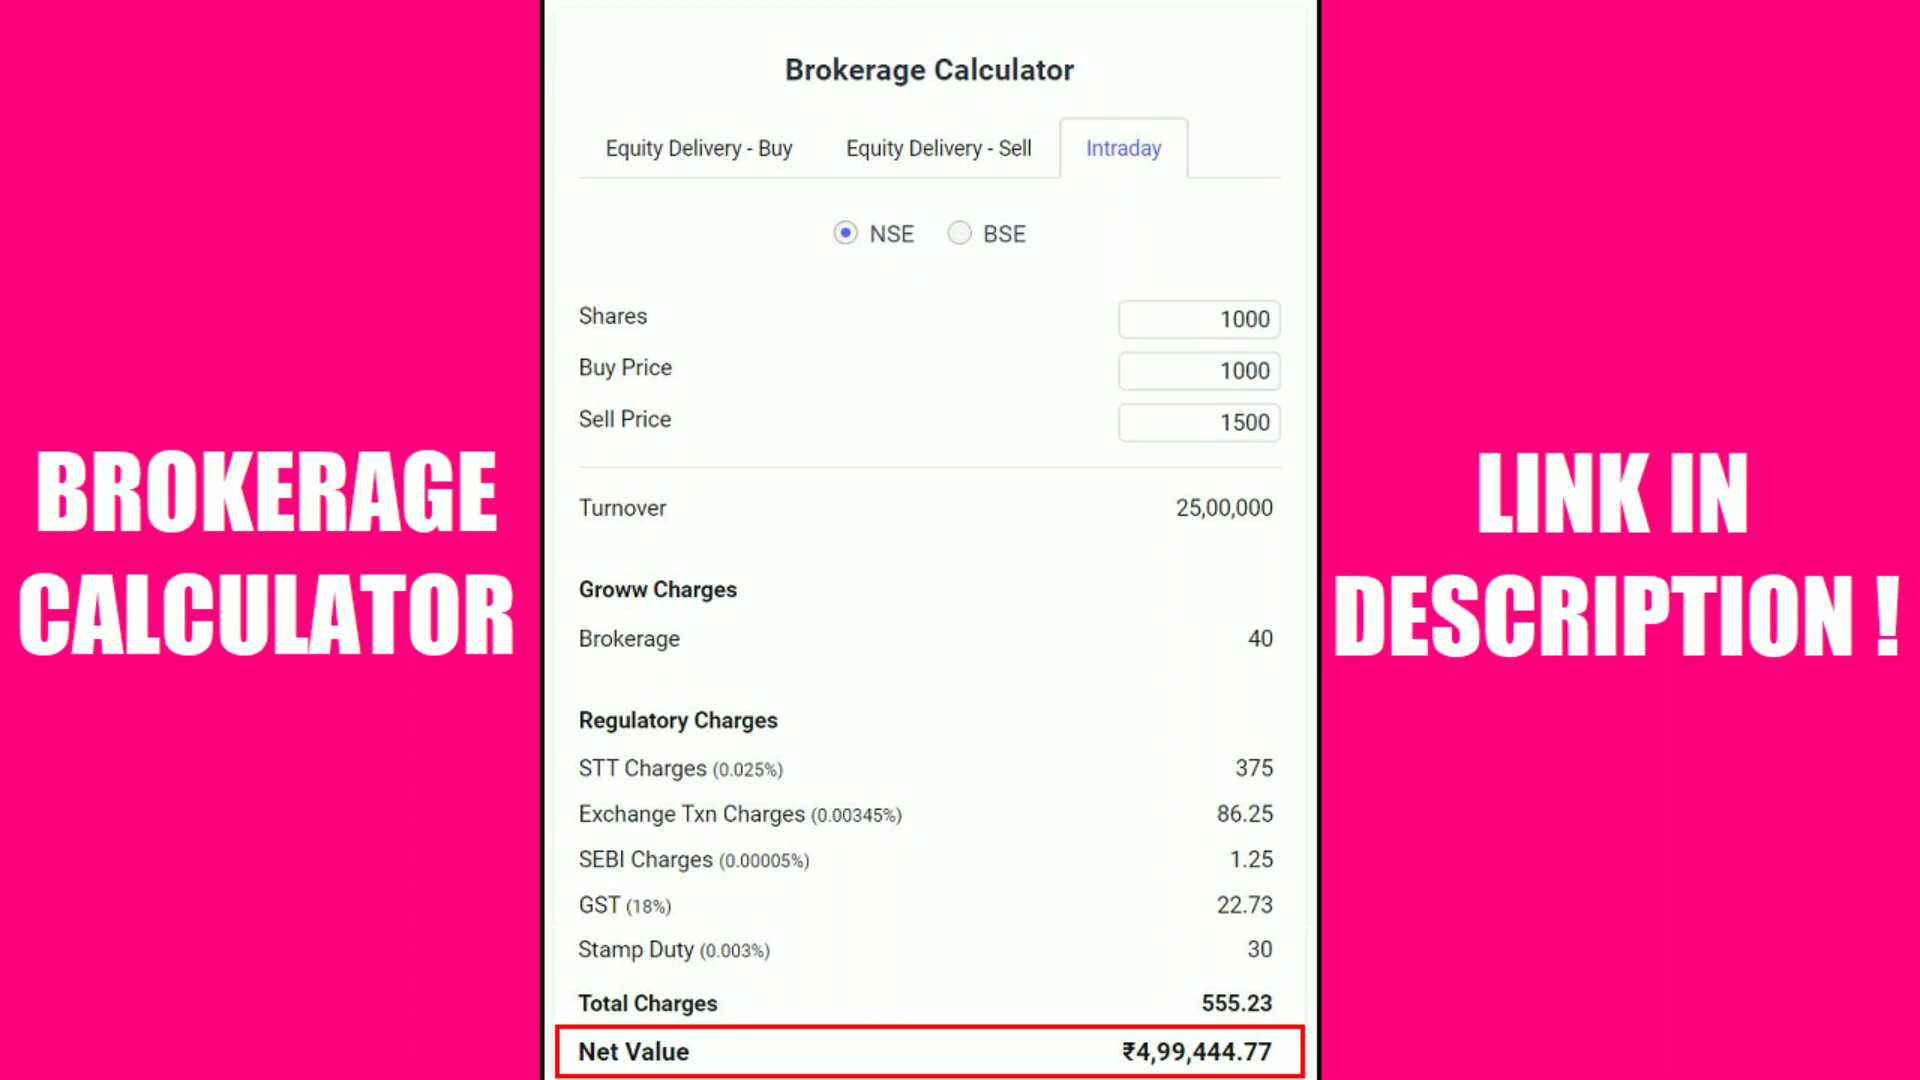 Brokerage Calculator
Equity Delivery - Buy Equity Delivery - Sell Intraday
NSE BSE
Shares 1000
Buy Price 1000
Sell Price 1500
Turnover 25,00,000
Groww Charges
Brokerage 40
Regulatory Charges
STT Charges (0.025%) 375
Exchange Txn Charges (0.00345%) 86.25
SEBI Charges (0.00005%) 1.25
GST (18%) 22.73
Stamp Duty (0.003%) 30
Total Charges 555.23
Net Value ₹4,99,444.77
BROKERAGE
CALCULATOR
LINK IN
DESCRIPTION !